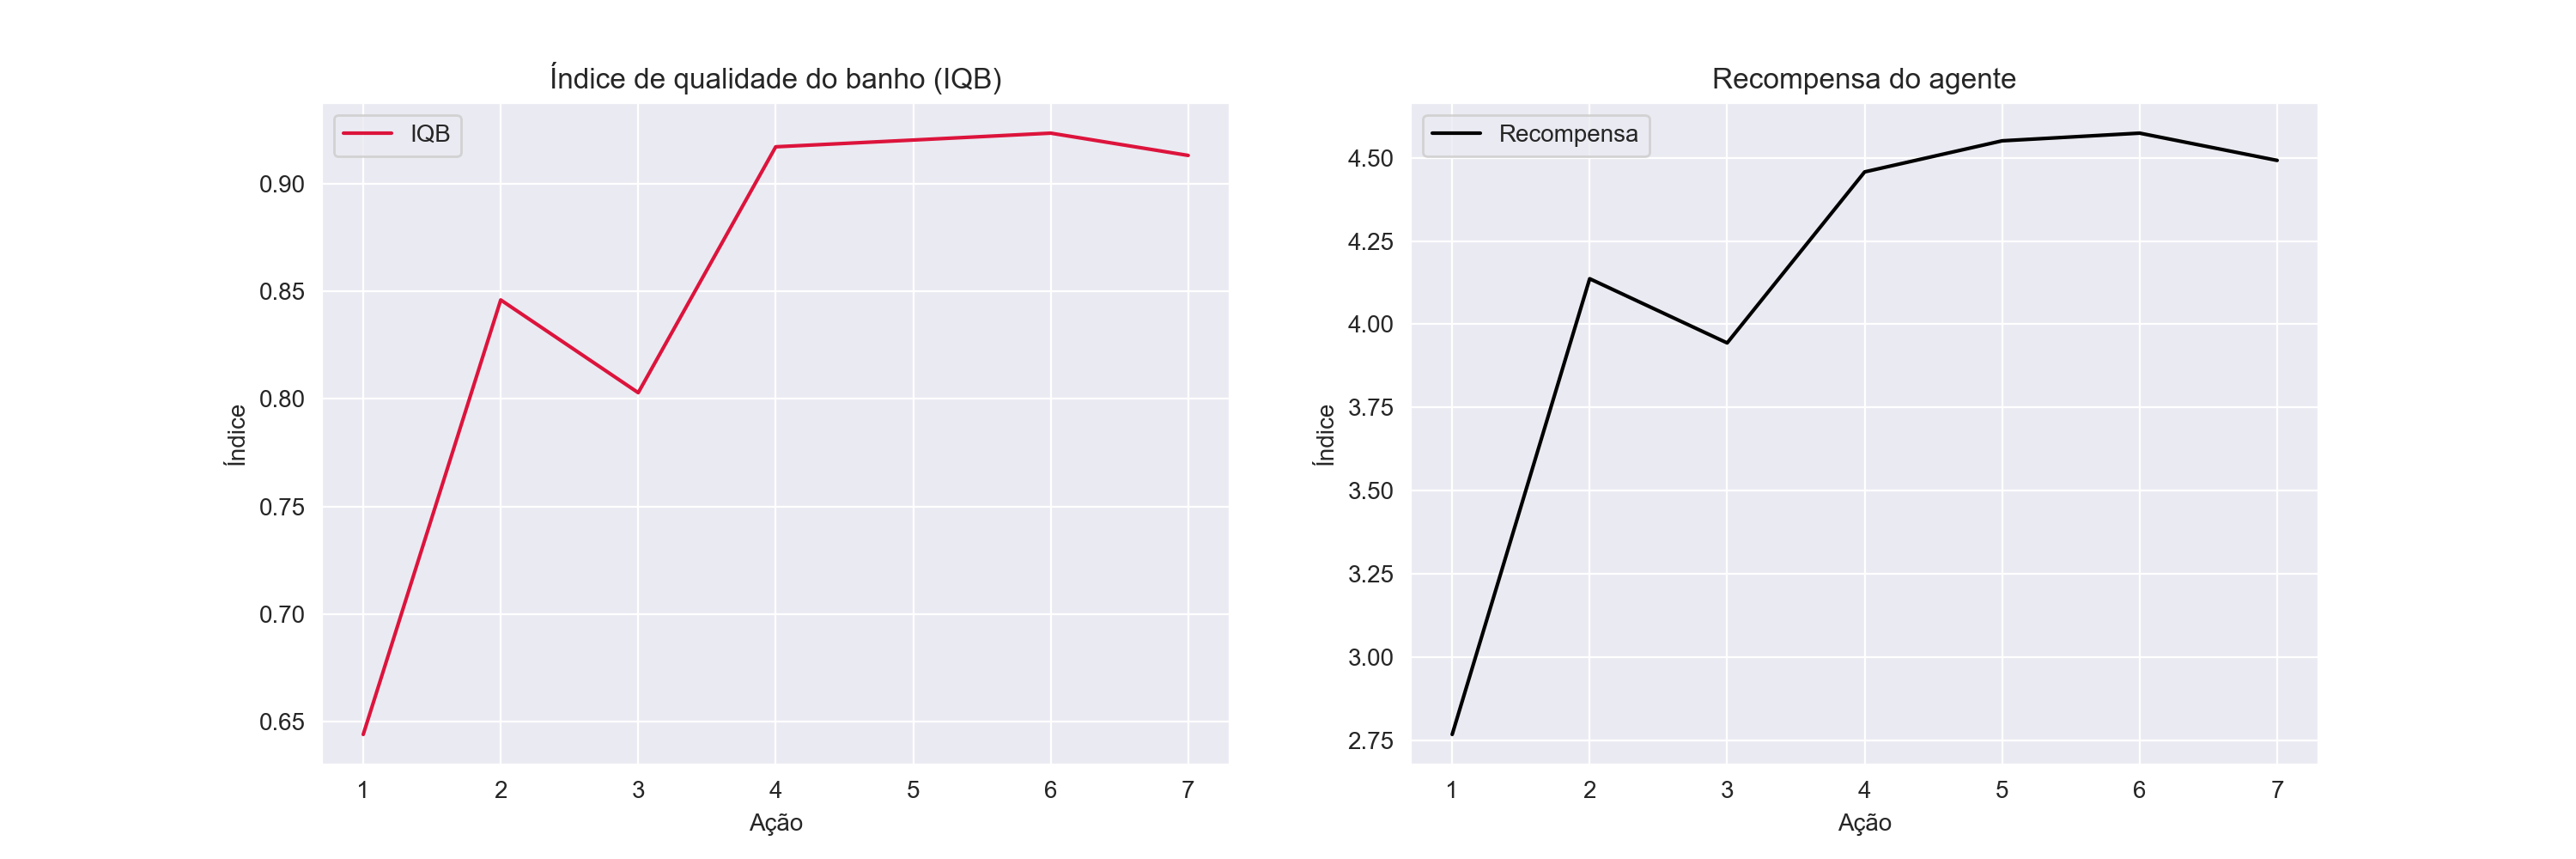 Índice de qualidade do banho (IQB)
IQB
0.90
0.85
0.80
0.75
0.70
0.65
Índice
1 2 3 4 5 6 7
Ação
Recompensa do agente
Recompensa
4.50
4.25
4.00
3.75
3.50
3.25
3.00
2.75
Índice
1 2 3 4 5 6 7
Ação